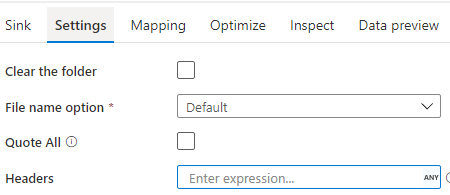 Sink Settings Mapping Optimize Inspect Data preview
Clear the folder
File name option * Default
Quote All
Headers Enter expression... ANY